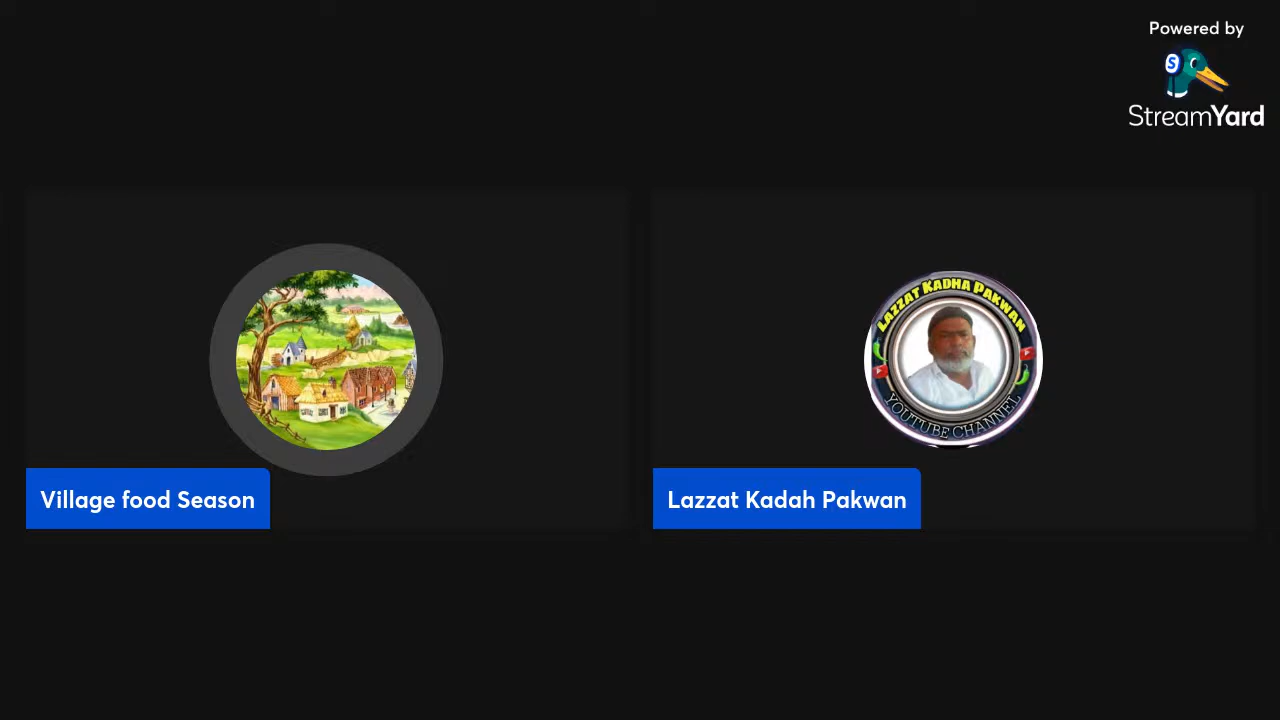 Powered by
StreamYard
LAZZAT KADHA PAKWAN
YOUTUBE CHANNEL
Village food Season
Lazzat Kadah Pakwan